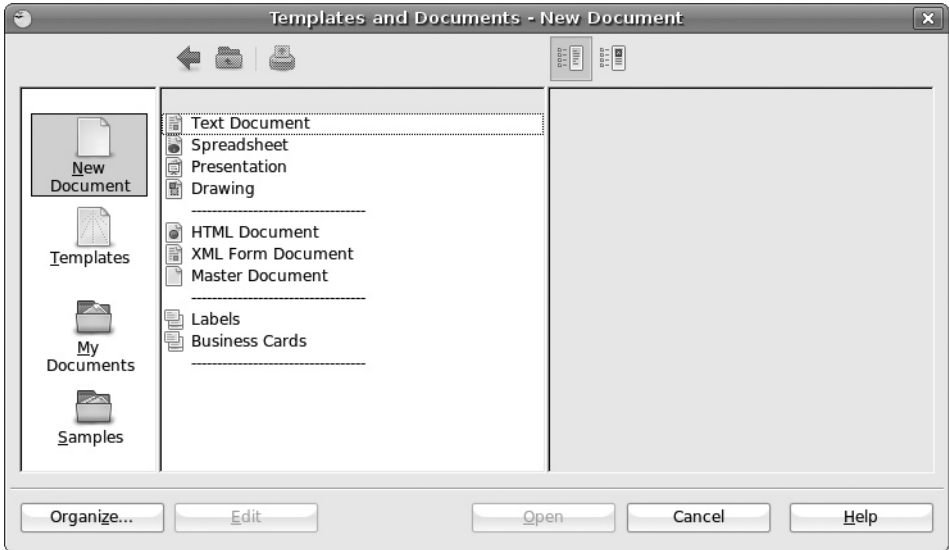 Templates and Documents - New Document
New
Document
Templates
My
Documents
Samples
Text Document
Spreadsheet
Presentation
Drawing
--------------------------------
HTML Document
XML Form Document
Master Document
--------------------------------
Labels
Business Cards
--------------------------------
Organize...
Edit
Open
Cancel
Help